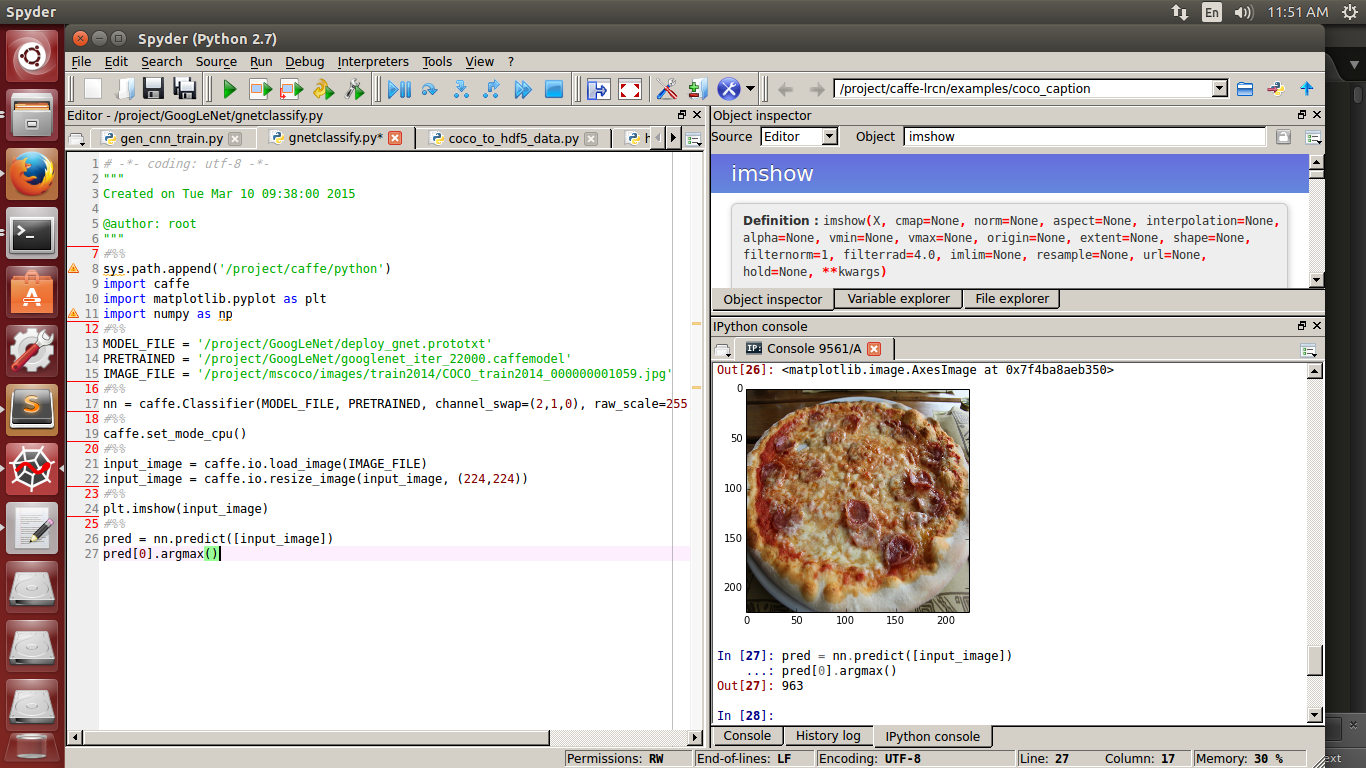 Spyder
En
11:51 AM
Spyder (Python 2.7)
File Edit Search Source Run Debug Interpreters Tools View ?
/project/caffe-lrcn/examples/coco_caption
Editor - /project/GoogLeNet/gnetclassify.py
gen_cnn_train.py gnetclassify.py* coco_to_hdf5_data.py
1 # -*- coding: utf-8 -*-
2 """
3 Created on Tue Mar 10 09:38:00 2015
4
5 @author: root
6 """
7 #%%
8 sys.path.append('/project/caffe/python')
9 import caffe
10 import matplotlib.pyplot as plt
11 import numpy as np
12 #%%
13 MODEL_FILE = '/project/GoogLeNet/deploy_gnet.prototxt'
14 PRETRAINED = '/project/GoogLeNet/googlenet_iter_22000.caffemodel'
15 IMAGE_FILE = '/project/mscoco/images/train2014/COCO_train2014_000000001059.jpg'
16 #%%
17 nn = caffe.Classifier(MODEL_FILE, PRETRAINED, channel_swap=(2,1,0), raw_scale=255
18 #%%
19 caffe.set_mode_cpu()
20 #%%
21 input_image = caffe.io.load_image(IMAGE_FILE)
22 input_image = caffe.io.resize_image(input_image, (224,224))
23 #%%
24 plt.imshow(input_image)
25 #%%
26 pred = nn.predict([input_image])
27 pred[0].argmax()
Object inspector
Source Editor Object imshow
imshow
Definition : imshow(X, cmap=None, norm=None, aspect=None, interpolation=None,
alpha=None, vmin=None, vmax=None, origin=None, extent=None, shape=None,
filternorm=1, filterrad=4.0, imlim=None, resample=None, url=None,
hold=None, **kwargs)
Object inspector Variable explorer File explorer
IPython console
IP: Console 9561/A
Out[26]: <matplotlib.image.AxesImage at 0x7f4ba8aeb350>
0
50
100
150
200
0 50 100 150 200
In [27]: pred = nn.predict([input_image])
...: pred[0].argmax()
Out[27]: 963
In [28]:
Console History log IPython console
Permissions: RW End-of-lines: LF Encoding: UTF-8 Line: 27 Column: 17 Memory: 30 %